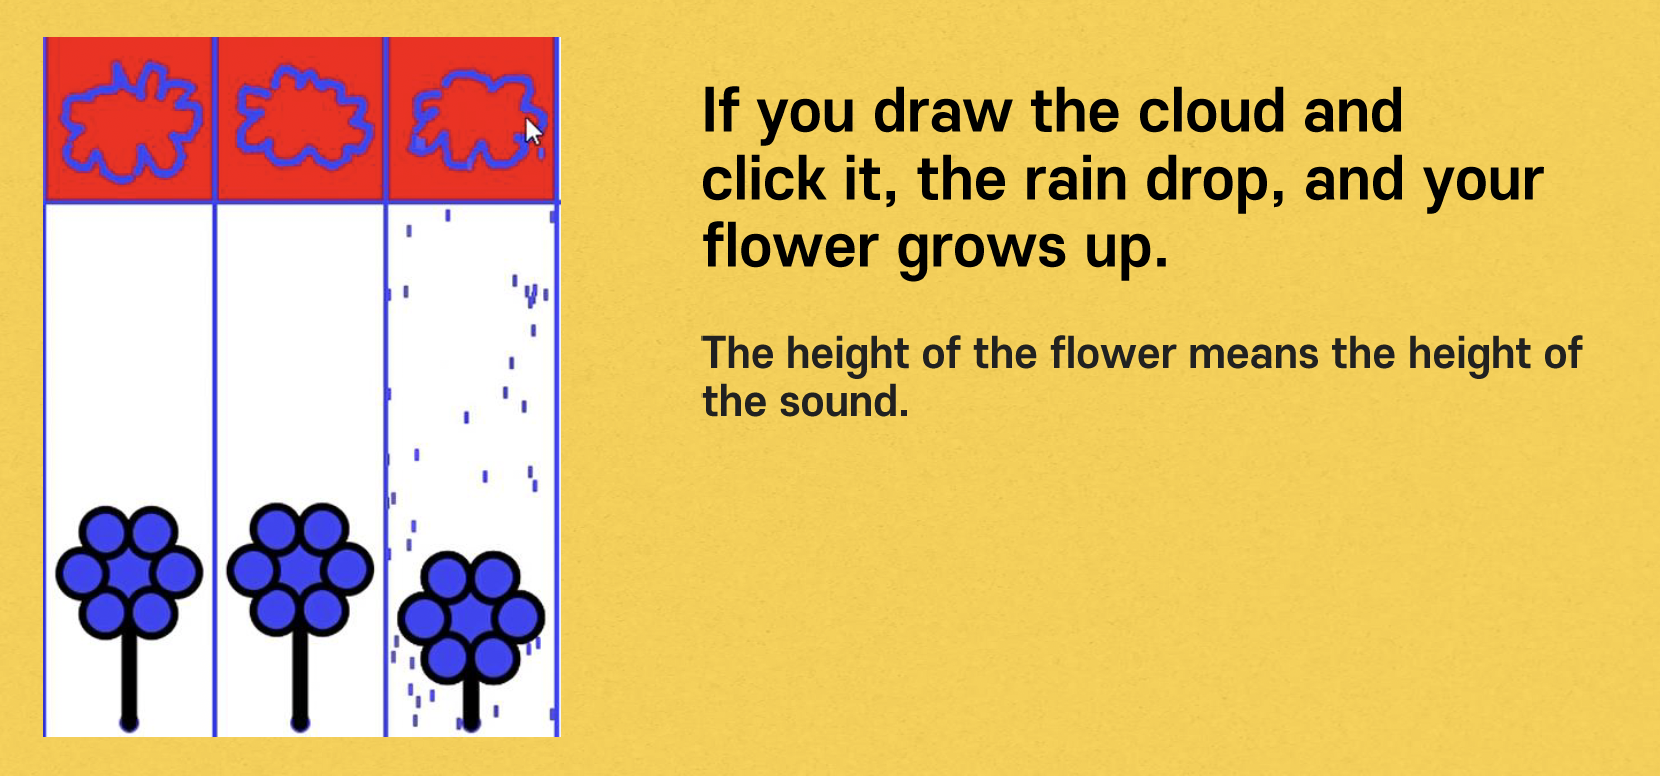 If you draw the cloud and
click it, the rain drop, and your
flower grows up.
The height of the flower means the height of
the sound.